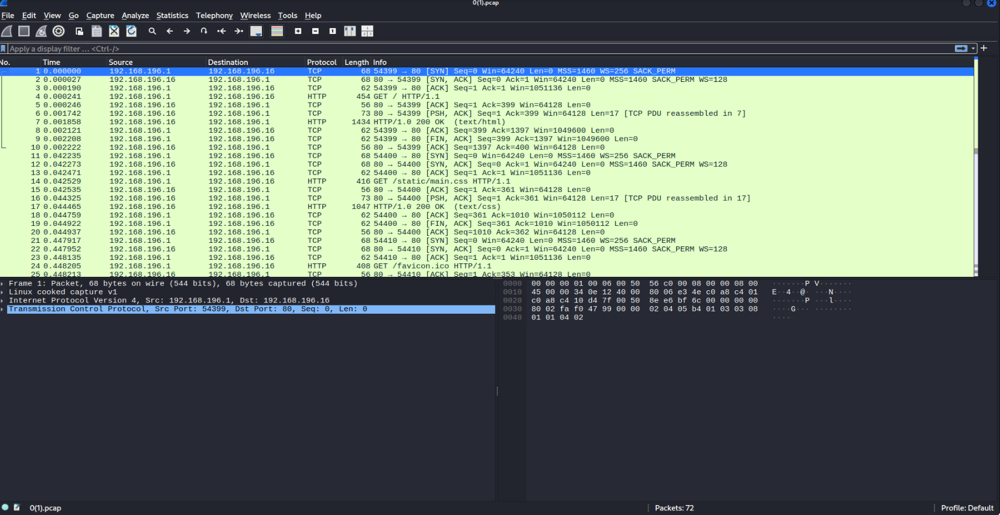 0(1).pcap
File Edit View Go Capture Analyze Statistics Telephony Wireless Tools Help
Apply a display filter … <Ctrl-/>
No. Time Source Destination Protocol Length Info
1 0.000000 192.168.196.1 192.168.196.16 TCP 68 54399 → 80 [SYN] Seq=0 Win=64240 Len=0 MSS=1460 WS=256 SACK_PERM
2 0.000027 192.168.196.16 192.168.196.1 TCP 68 80 → 54399 [SYN, ACK] Seq=0 Ack=1 Win=64240 Len=0 MSS=1460 SACK_PERM WS=128
3 0.000190 192.168.196.1 192.168.196.16 TCP 62 54399 → 80 [ACK] Seq=1 Ack=1 Win=1051136 Len=0
4 0.000241 192.168.196.1 192.168.196.16 HTTP 454 GET / HTTP/1.1
5 0.000246 192.168.196.16 192.168.196.1 TCP 56 80 → 54399 [ACK] Seq=1 Ack=399 Win=64128 Len=0
6 0.001742 192.168.196.16 192.168.196.1 TCP 73 80 → 54399 [PSH, ACK] Seq=1 Ack=399 Win=64128 Len=17 [TCP PDU reassembled in 7]
7 0.001858 192.168.196.16 192.168.196.1 HTTP 1434 HTTP/1.0 200 OK  (text/html)
8 0.002121 192.168.196.1 192.168.196.16 TCP 62 54399 → 80 [ACK] Seq=399 Ack=1397 Win=1049600 Len=0
9 0.002208 192.168.196.1 192.168.196.16 TCP 62 54399 → 80 [FIN, ACK] Seq=399 Ack=1397 Win=1049600 Len=0
10 0.002222 192.168.196.16 192.168.196.1 TCP 56 80 → 54399 [ACK] Seq=1397 Ack=400 Win=64128 Len=0
11 0.042235 192.168.196.1 192.168.196.16 TCP 68 54400 → 80 [SYN] Seq=0 Win=64240 Len=0 MSS=1460 WS=256 SACK_PERM
12 0.042273 192.168.196.16 192.168.196.1 TCP 68 80 → 54400 [SYN, ACK] Seq=0 Ack=1 Win=64240 Len=0 MSS=1460 SACK_PERM WS=128
13 0.042471 192.168.196.1 192.168.196.16 TCP 62 54400 → 80 [ACK] Seq=1 Ack=1 Win=1051136 Len=0
14 0.042529 192.168.196.1 192.168.196.16 HTTP 416 GET /static/main.css HTTP/1.1
15 0.042535 192.168.196.16 192.168.196.1 TCP 56 80 → 54400 [ACK] Seq=1 Ack=361 Win=64128 Len=0
16 0.044325 192.168.196.16 192.168.196.1 TCP 73 80 → 54400 [PSH, ACK] Seq=1 Ack=361 Win=64128 Len=17 [TCP PDU reassembled in 17]
17 0.044465 192.168.196.16 192.168.196.1 HTTP 1047 HTTP/1.0 200 OK  (text/css)
18 0.044759 192.168.196.1 192.168.196.16 TCP 62 54400 → 80 [ACK] Seq=361 Ack=1010 Win=1050112 Len=0
19 0.044922 192.168.196.1 192.168.196.16 TCP 62 54400 → 80 [FIN, ACK] Seq=361 Ack=1010 Win=1050112 Len=0
20 0.044937 192.168.196.16 192.168.196.1 TCP 56 80 → 54400 [ACK] Seq=1010 Ack=362 Win=64128 Len=0
21 0.447917 192.168.196.1 192.168.196.16 TCP 68 54410 → 80 [SYN] Seq=0 Win=64240 Len=0 MSS=1460 WS=256 SACK_PERM
22 0.447952 192.168.196.16 192.168.196.1 TCP 68 80 → 54410 [SYN, ACK] Seq=0 Ack=1 Win=64240 Len=0 MSS=1460 SACK_PERM WS=128
23 0.448135 192.168.196.1 192.168.196.16 TCP 62 54410 → 80 [ACK] Seq=1 Ack=1 Win=1051136 Len=0
24 0.448205 192.168.196.1 192.168.196.16 HTTP 408 GET /favicon.ico HTTP/1.1
25 0.448213 192.168.196.16 192.168.196.1 TCP 56 80 → 54410 [ACK] Seq=1 Ack=353 Win=64128 Len=0
Frame 1: Packet, 68 bytes on wire (544 bits), 68 bytes captured (544 bits)
Linux cooked capture v1
Internet Protocol Version 4, Src: 192.168.196.1, Dst: 192.168.196.16
Transmission Control Protocol, Src Port: 54399, Dst Port: 80, Seq: 0, Len: 0
0000 00 00 00 01 00 06 00 50 56 c0 00 08 00 00 08 00 ·······P V·······
0010 45 00 00 34 0e 12 40 00 80 06 e3 4e c0 a8 c4 01 E··4··@· ···N····
0020 c0 a8 c4 10 d4 7f 00 50 8e e6 bf 6c 00 00 00 00 ·······P ···l····
0030 80 02 fa f0 47 99 00 00 02 04 05 b4 01 03 03 08 ····G··· ········
0040 01 01 04 02 ····
0(1).pcap
Packets: 72
Profile: Default